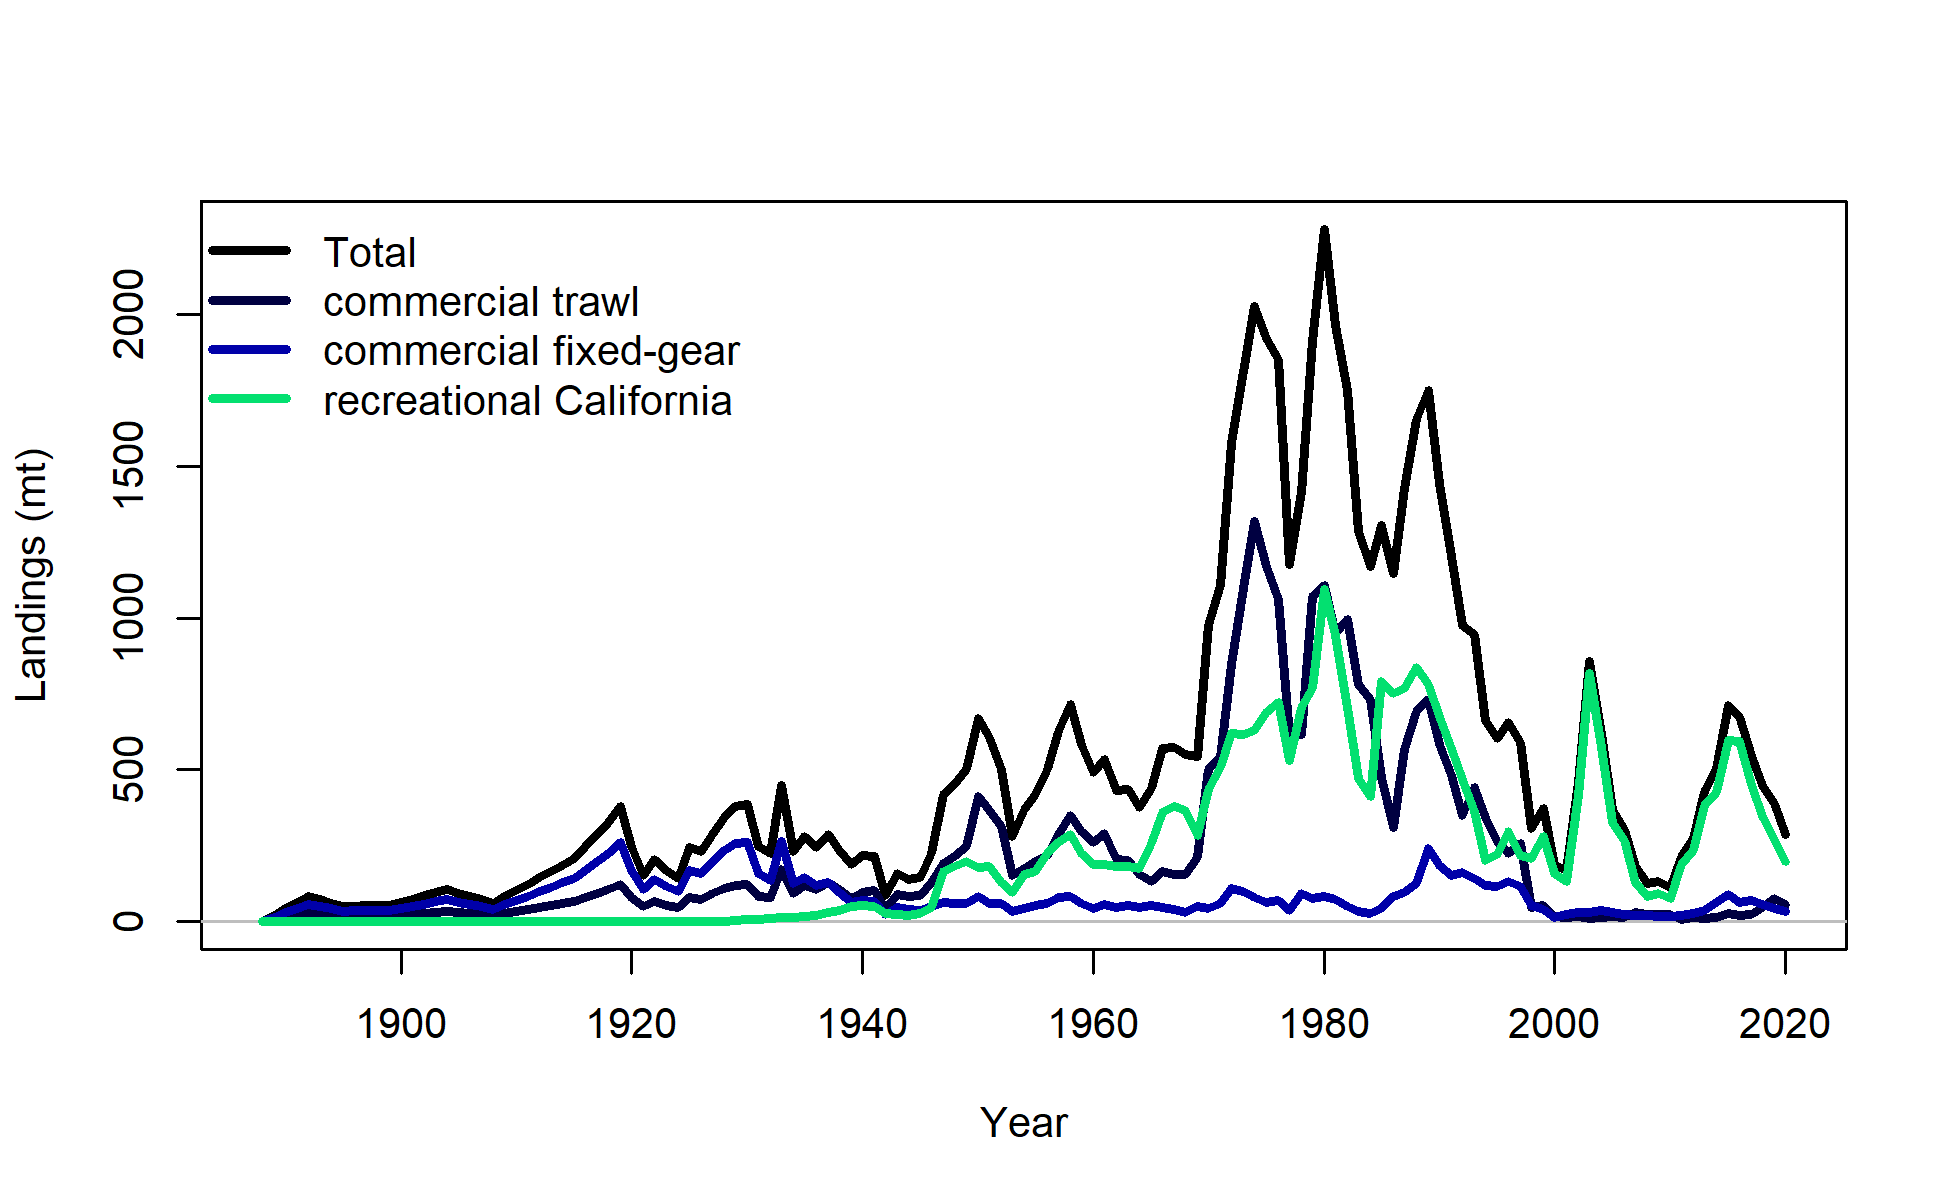 Total
commercial trawl
commercial fixed-gear
recreational California
Landings (mt)
2000
1500
1000
500
0
1900 1920 1940 1960 1980 2000 2020
Year